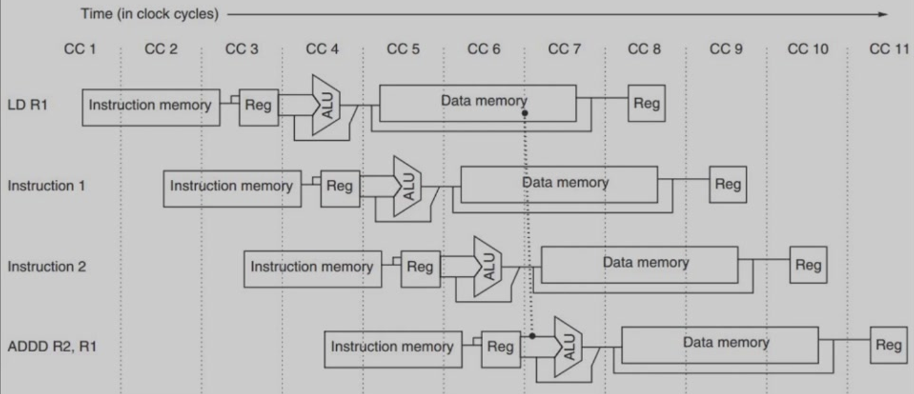 Time (in clock cycles)
CC 1 CC 2 CC 3 CC 4 CC 5 CC 6 CC 7 CC 8 CC 9 CC 10 CC 11
LD R1 Instruction memory Reg ALU Data memory Reg
Instruction 1 Instruction memory Reg ALU Data memory Reg
Instruction 2 Instruction memory Reg ALU Data memory Reg
ADDD R2, R1 Instruction memory Reg ALU Data memory Reg